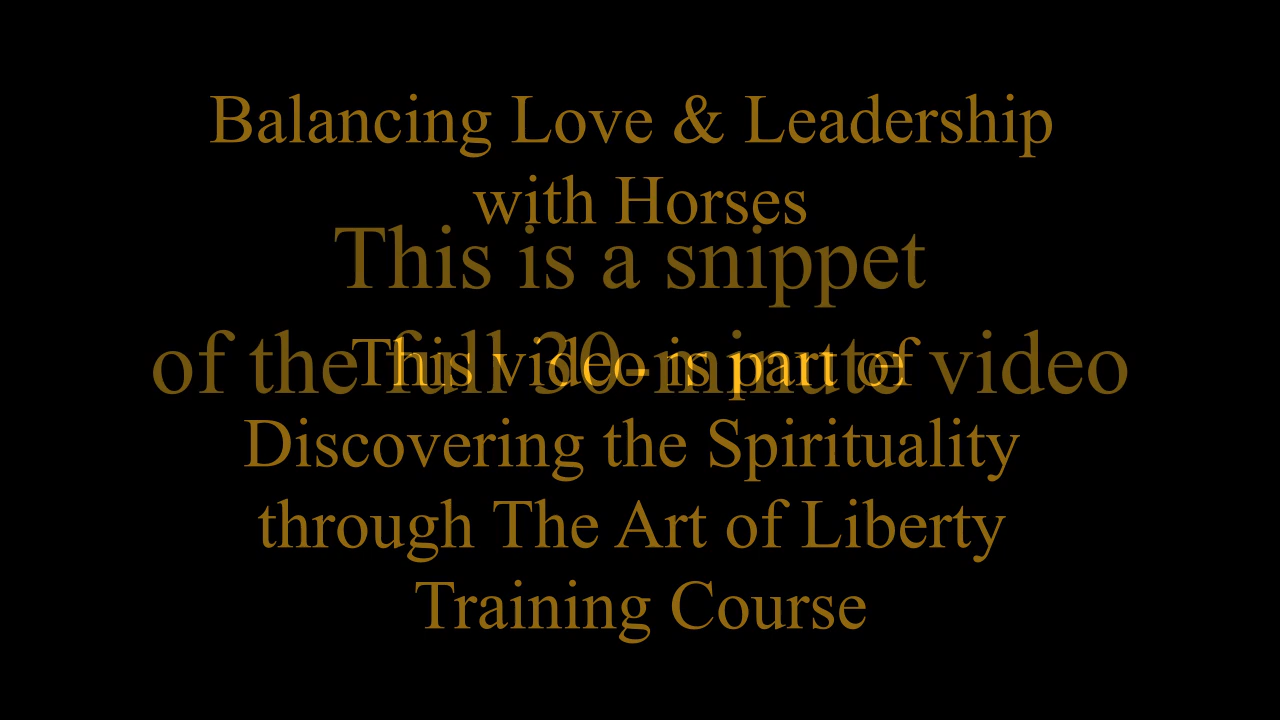 Balancing Love & Leadership
with Horses
This is a snippet
of the full 30-minute video
This video is part of
Discovering the Spirituality
through The Art of Liberty
Training Course